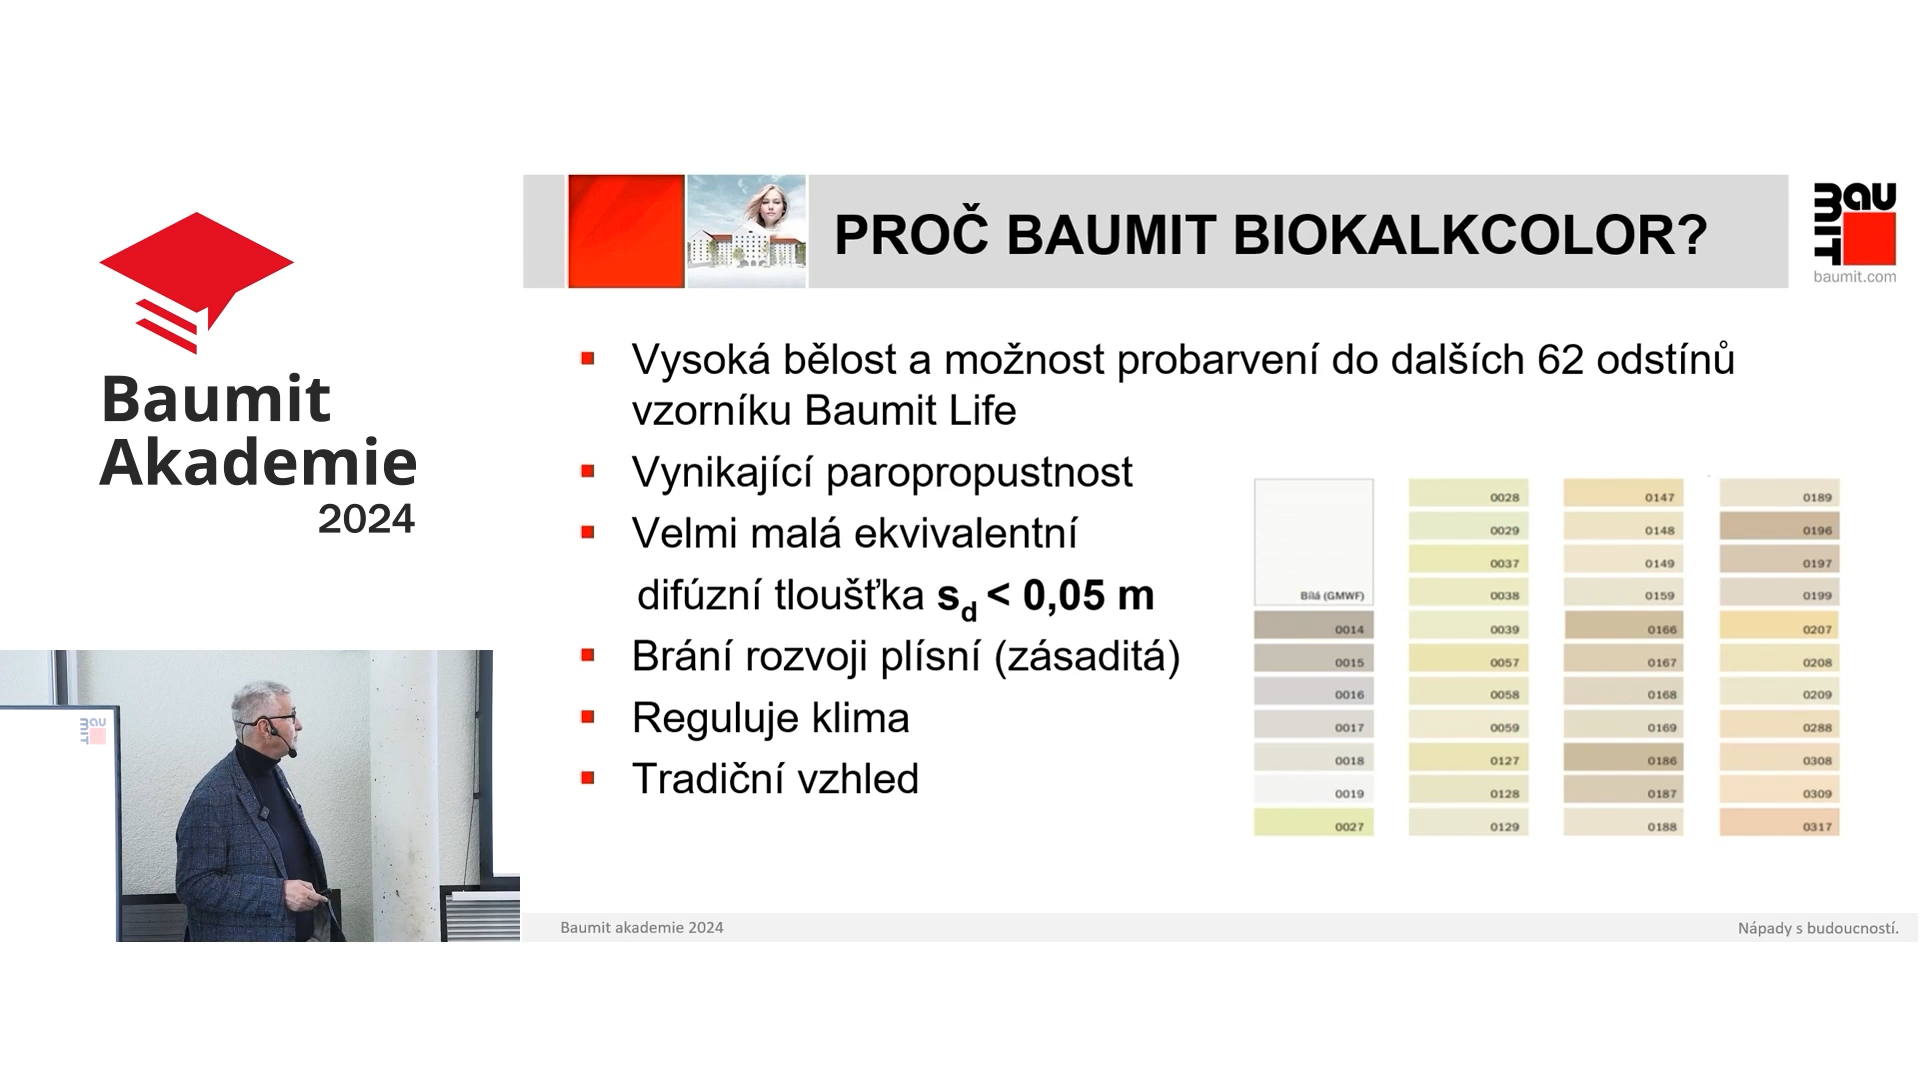 Baumit
Akademie
2024
PROČ BAUMIT BIOKALKCOLOR?
baumit
baumit.com
Vysoká bělost a možnost probarvení do dalších 62 odstínů
vzorníku Baumit Life
Vynikající paropropustnost
Velmi malá ekvivalentní
difúzní tloušťka sd < 0,05 m
Brání rozvoji plísní (zásaditá)
Reguluje klima
Tradiční vzhled
Bílá (GMWF)
0014
0015
0016
0017
0018
0019
0027
0028
0029
0037
0038
0039
0057
0058
0059
0127
0128
0129
0147
0148
0149
0159
0166
0167
0168
0169
0186
0187
0188
0189
0196
0197
0199
0207
0208
0209
0288
0308
0309
0317
baumit
Baumit akademie 2024
Nápady s budoucností.